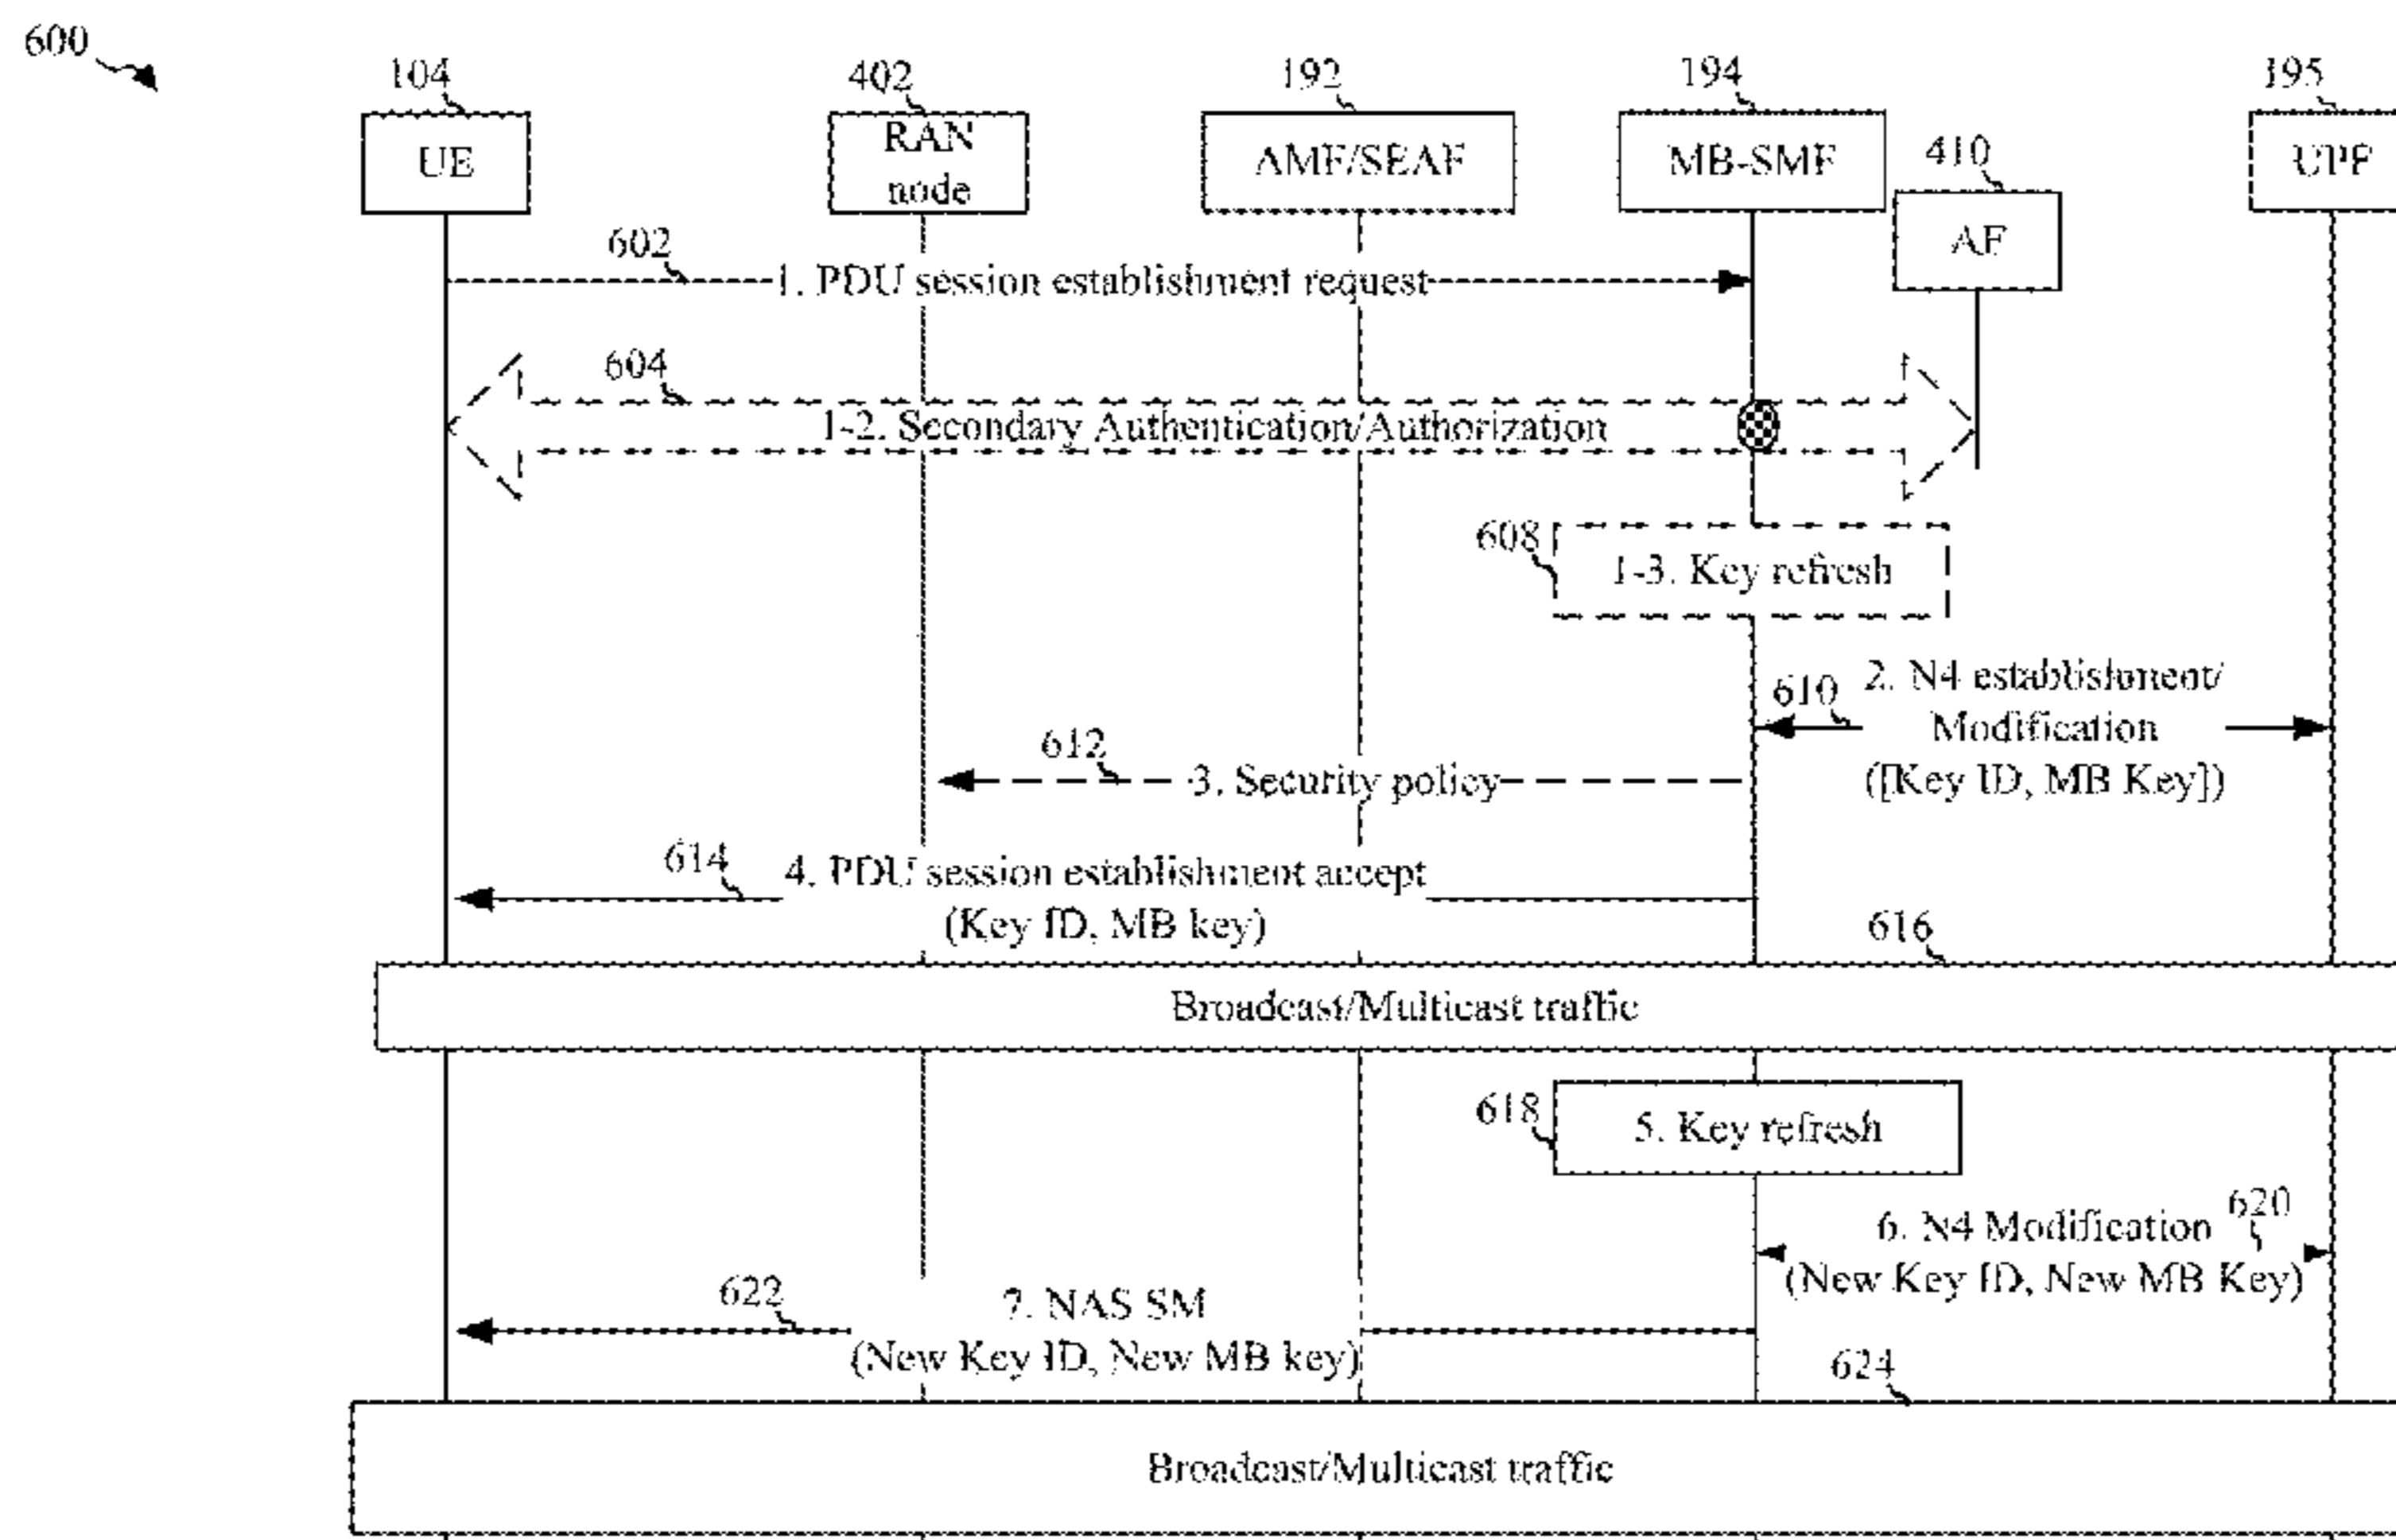 600
104
402
192
194
410
195
UE
RAN
node
AMF/SEAF
MB-SMF
AF
UPF
602
1. PDU session establishment request
604
1-2. Secondary Authentication/Authorization
608
1-3. Key refresh
610
2. N4 establishment/
Modification
([Key ID, MB Key])
612
3. Security policy
614
4. PDU session establishment accept
(Key ID, MB key)
616
Broadcast/Multicast traffic
618
5. Key refresh
620
6. N4 Modification
(New Key ID, New MB Key)
622
7. NAS SM
(New Key ID, New MB key)
624
Broadcast/Multicast traffic